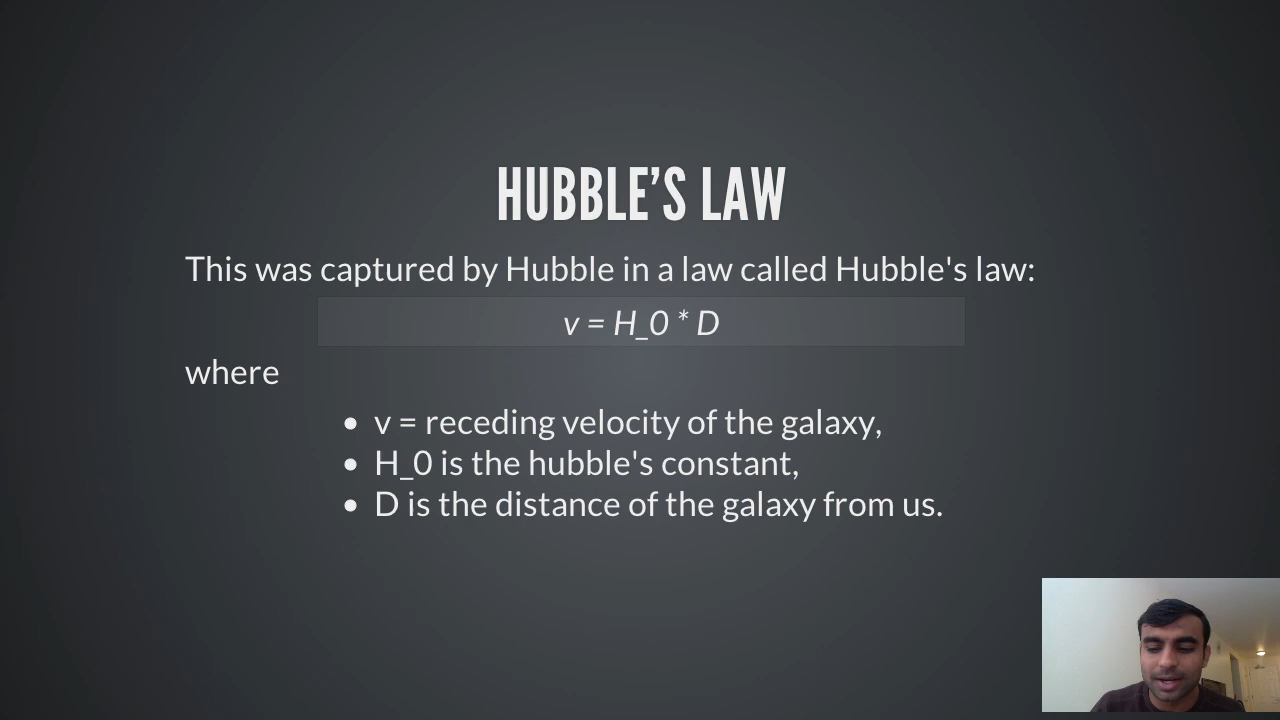 HUBBLE'S LAW
This was captured by Hubble in a law called Hubble's law:
v = H_0 * D
where
• v = receding velocity of the galaxy,
• H_0 is the hubble's constant,
• D is the distance of the galaxy from us.